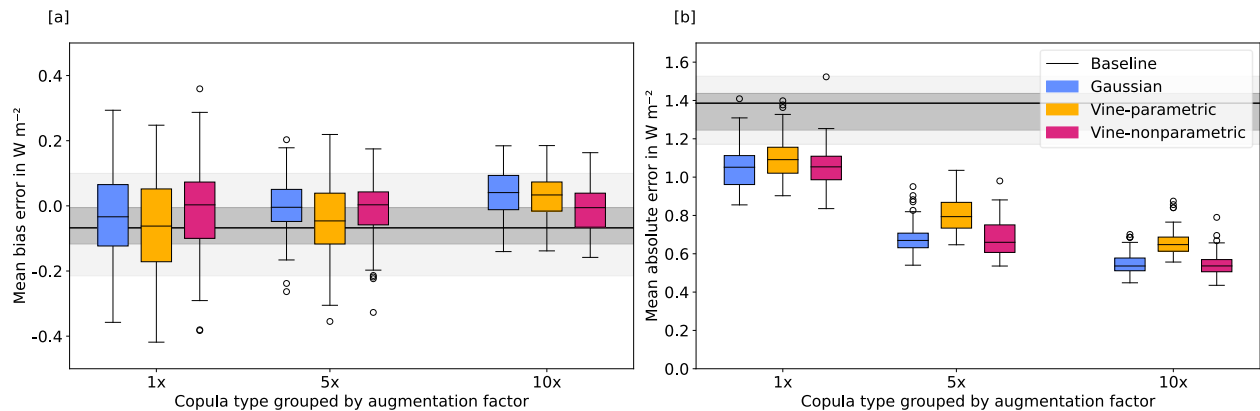 [a]
Mean bias error in W m⁻²
0.4
0.2
0.0
-0.2
-0.4
1x
5x
10x
Copula type grouped by augmentation factor
[b]
Mean absolute error in W m⁻²
1.6
1.4
1.2
1.0
0.8
0.6
0.4
0.2
0.0
Baseline
Gaussian
Vine-parametric
Vine-nonparametric
1x
5x
10x
Copula type grouped by augmentation factor